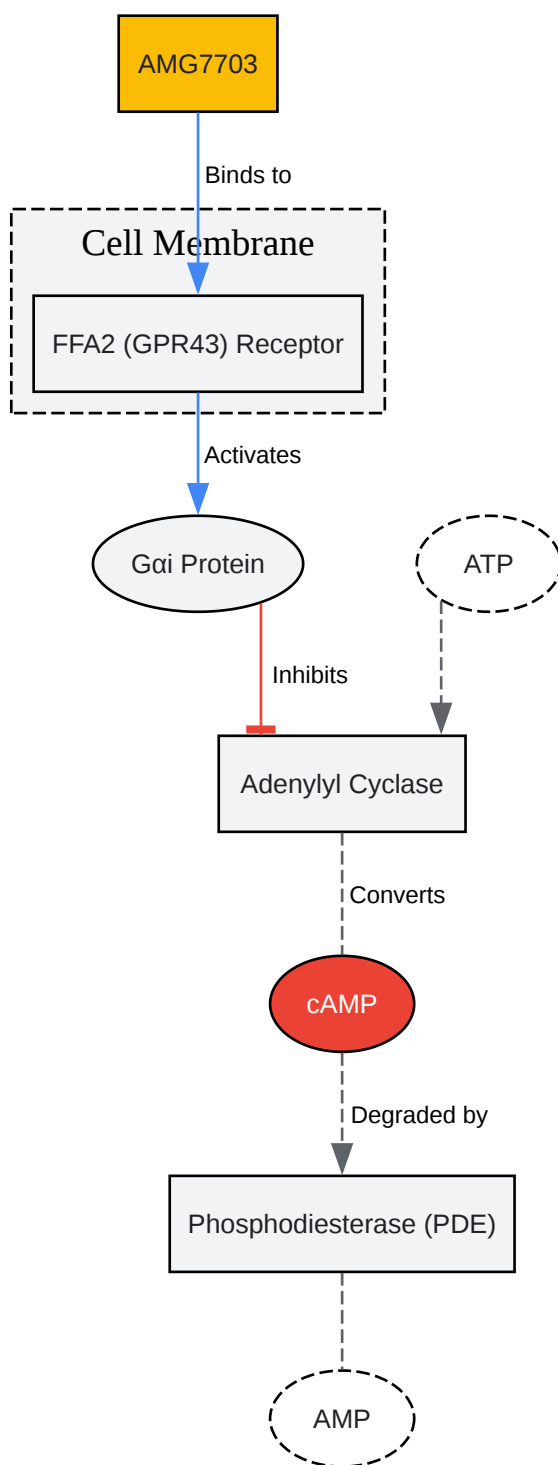 AMG7703
Binds to
Cell Membrane
FFA2 (GPR43) Receptor
Activates
Gαi Protein
ATP
Inhibits
Adenylyl Cyclase
Converts
cAMP
Degraded by
Phosphodiesterase (PDE)
AMP